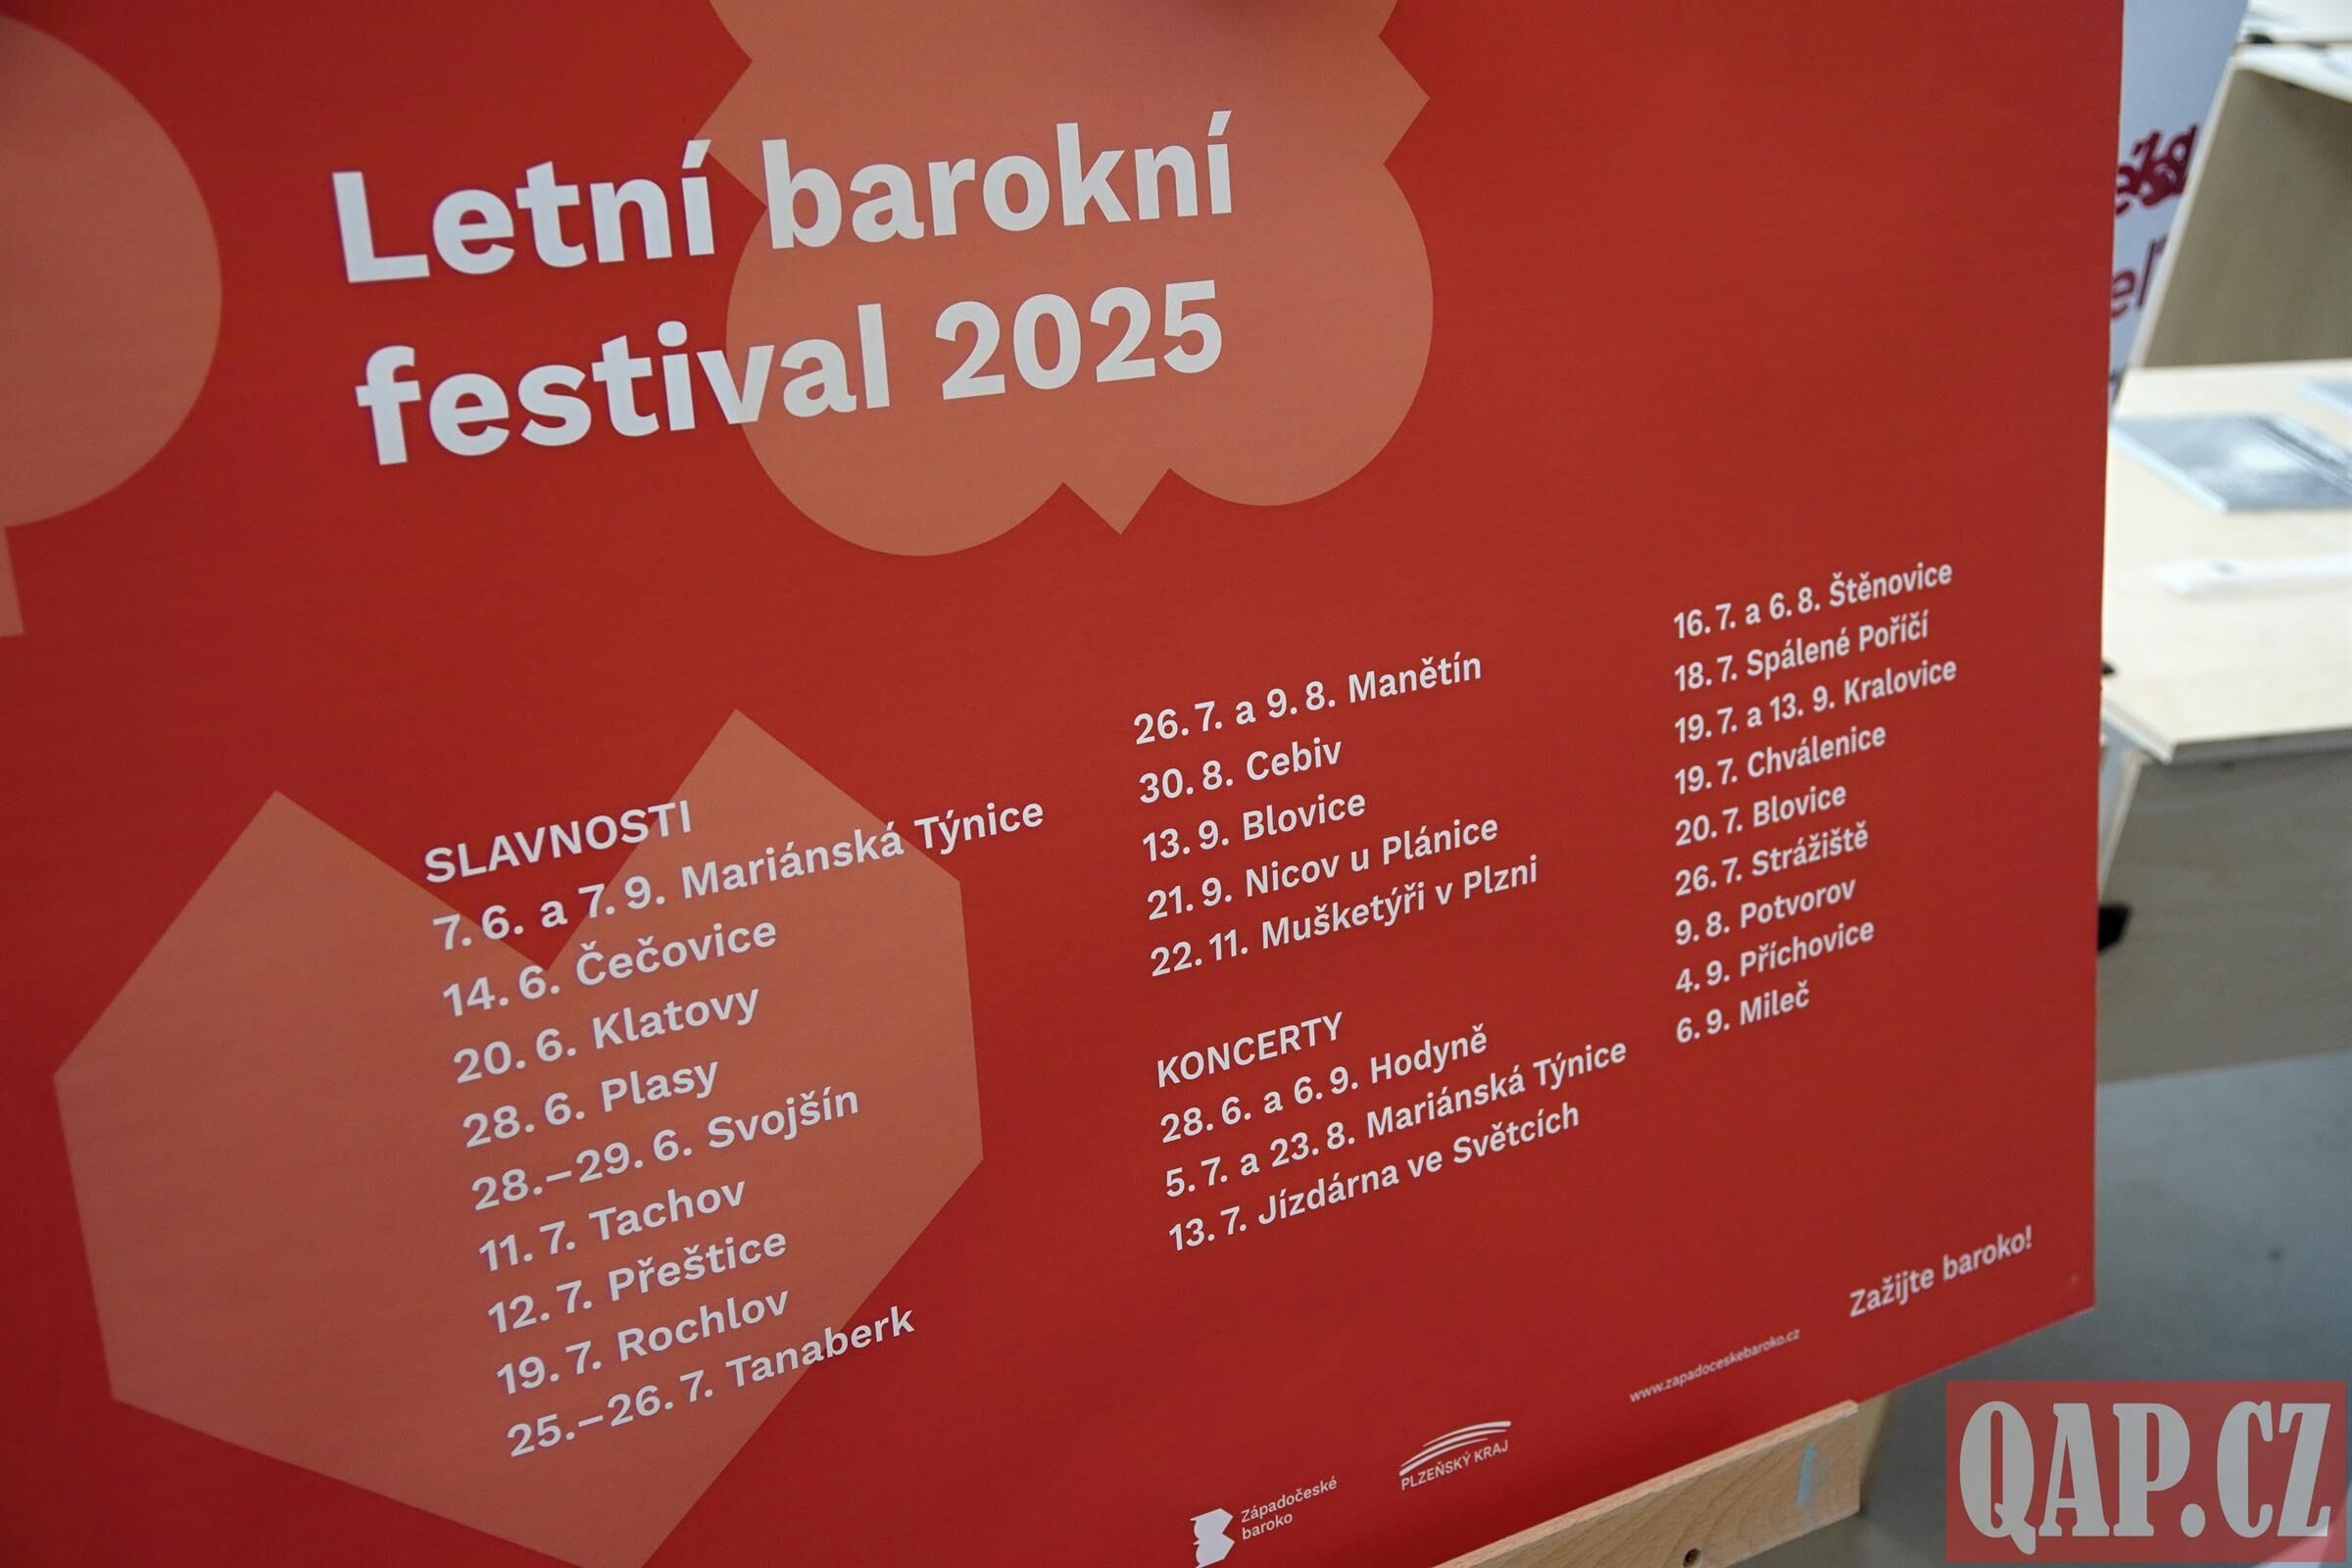 Letní barokní
festival 2025
SLAVNOSTI
7. 6. a 7. 9. Mariánská Týnice
14. 6. Čečovice
20. 6. Klatovy
28. 6. Plasy
28.–29. 6. Svojšín
11. 7. Tachov
12. 7. Přeštice
19. 7. Rochlov
25.–26. 7. Tanaberk
26. 7. a 9. 8. Manětín
30. 8. Cebiv
13. 9. Blovice
21. 9. Nicov u Plánice
22. 11. Mušketýři v Plzni
KONCERTY
28. 6. a 6. 9. Hodyně
5. 7. a 23. 8. Mariánská Týnice
13. 7. Jízdárna ve Světcích
16. 7. a 6. 8. Štěnovice
18. 7. Spálené Poříčí
19. 7. a 13. 9. Kralovice
19. 7. Chválenice
20. 7. Blovice
26. 7. Strážiště
9. 8. Potvorov
4. 9. Příchovice
6. 9. Mileč
Zažijte baroko!
www.zapadoceskebaroko.cz
PLZEŇSKÝ KRAJ
Západočeské
baroko
QAP.CZ